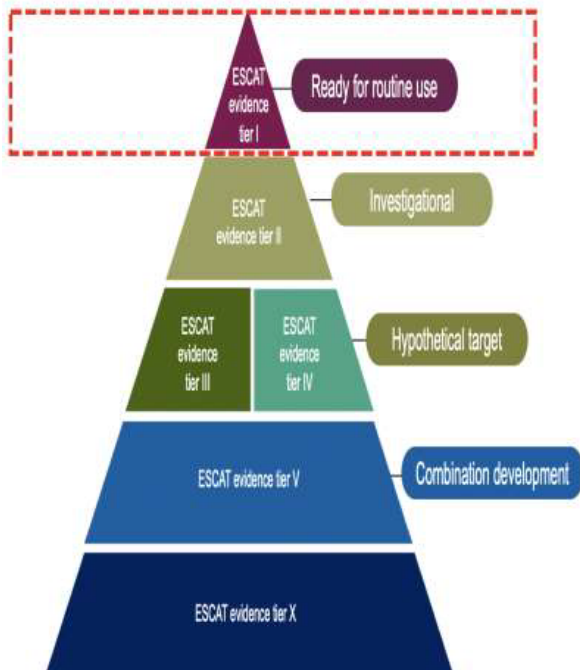 ESCAT
evidence
tier I
Ready for routine use
ESCAT
evidence tier II
Investigational
ESCAT
evidence
tier III
ESCAT
evidence
tier IV
Hypothetical target
ESCAT evidence tier V
Combination development
ESCAT evidence tier X